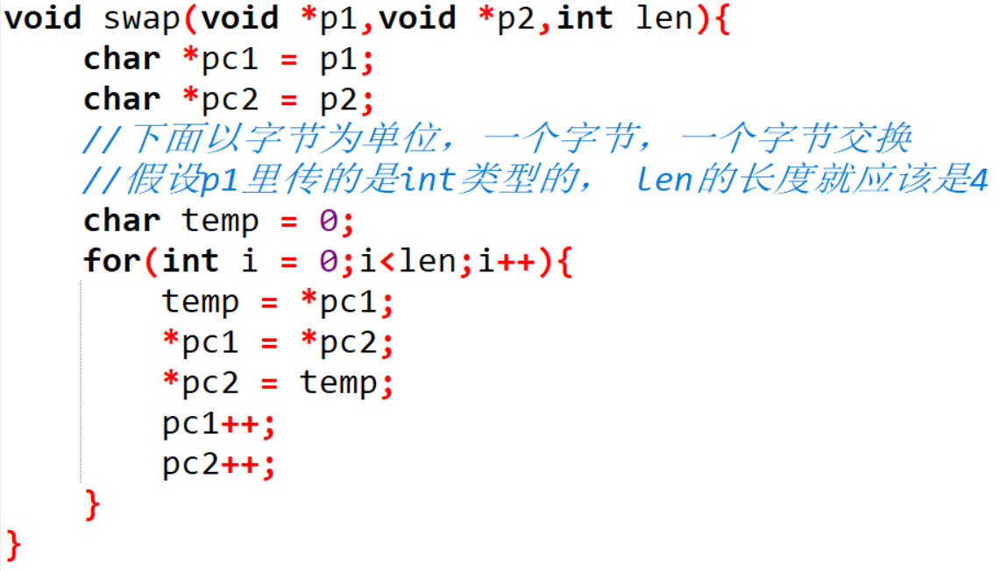 void swap(void *p1,void *p2,int len){
    char *pc1 = p1;
    char *pc2 = p2;
    //下面以字节为单位，一个字节，一个字节交换
    //假设p1里传的是int类型的， len的长度就应该是4
    char temp = 0;
    for(int i = 0;i<len;i++){
        temp = *pc1;
        *pc1 = *pc2;
        *pc2 = temp;
        pc1++;
        pc2++;
    }
}